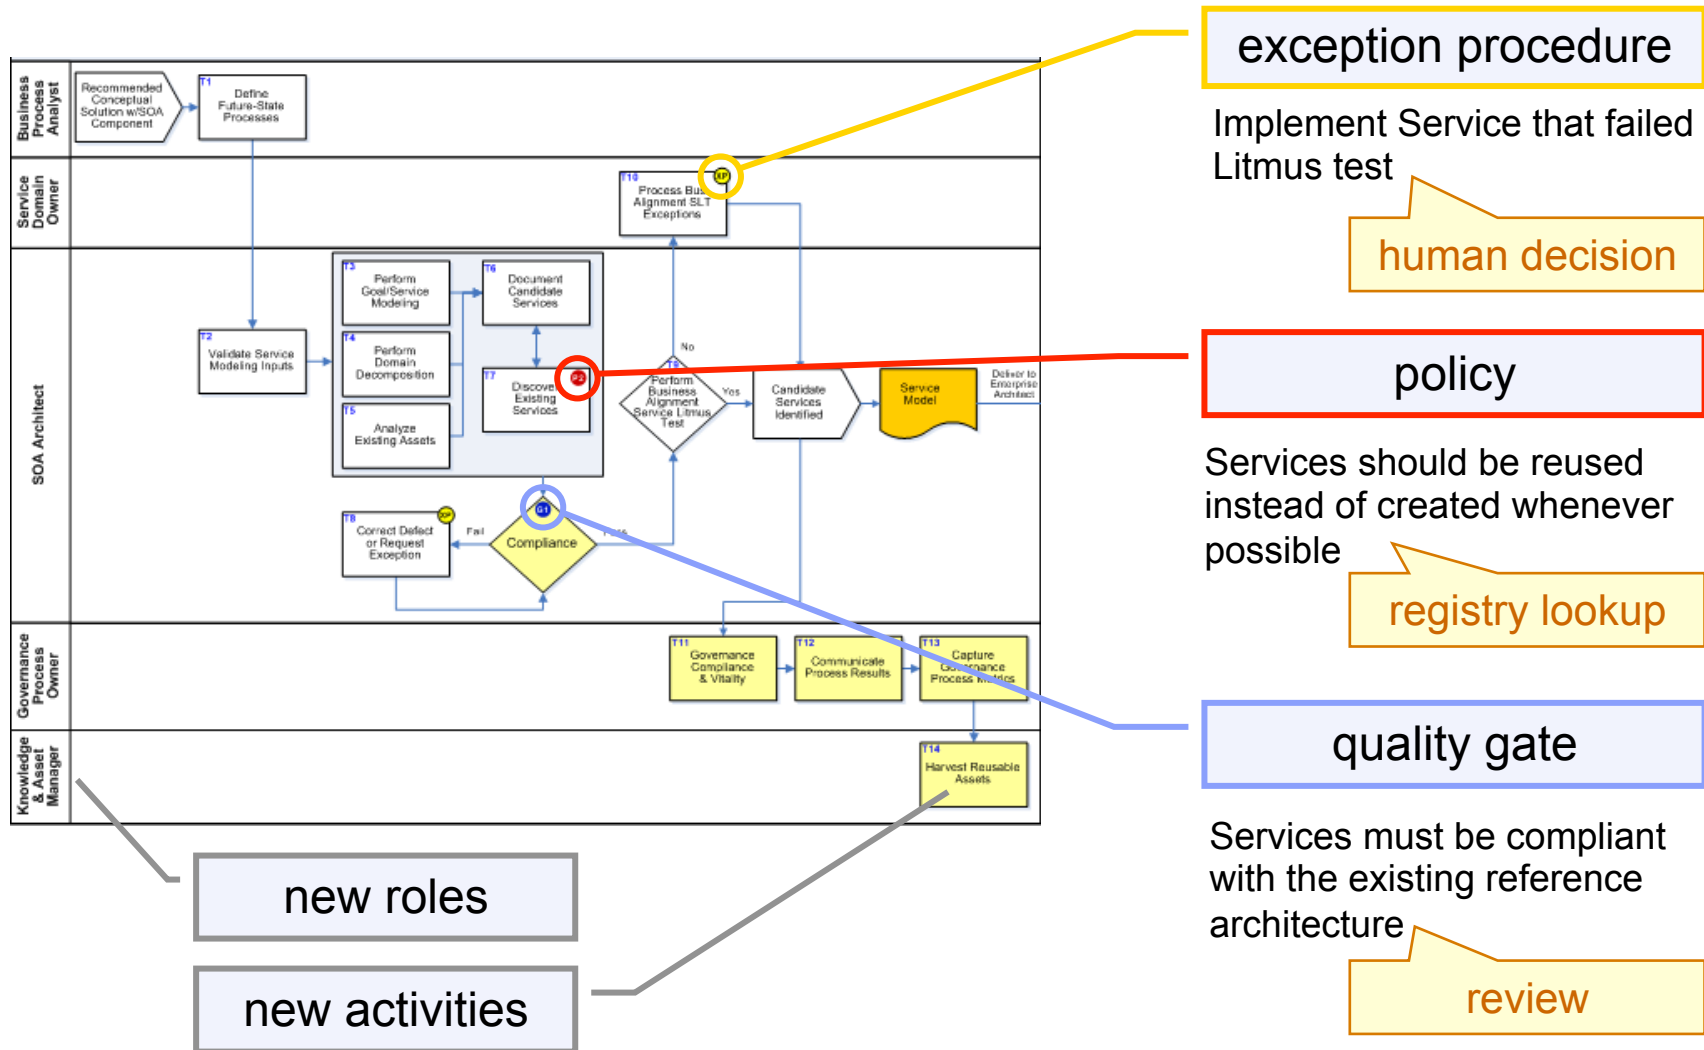 exception procedure
Implement Service that failed
Litmus test
human decision
policy
Services should be reused
instead of created whenever
possible
registry lookup
quality gate
Services must be compliant
with the existing reference
architecture
review
new roles
new activities
Business
Process
Analyst
Recommended
Conceptual
Solution w/SOA
Component
T1
Define
Future-State
Processes
Service
Domain
Owner
T10
XP
Process Bus
Alignment SLT
Exceptions
SOA Architect
T2
Validate Service
Modeling Inputs
T3
Perform
Goal/Service
Modeling
T4
Perform
Domain
Decomposition
T5
Analyze
Existing Assets
T6
Document
Candidate
Services
T7
P2
Discover
Existing
Services
T8
XP
Correct Defect
or Request
Exception
Fail
G1
Compliance
No
T9
Perform
Business
Alignment
Service Litmus
Test
Yes
Candidate
Services
Identified
Service
Model
Deliver to
Enterprise
Architect
Governance
Process
Owner
T11
Governance
Compliance
& Vitality
T12
Communicate
Process Results
T13
Capture
Governance
Process Metrics
Knowledge
& Asset
Manager
T14
Harvest Reusable
Assets